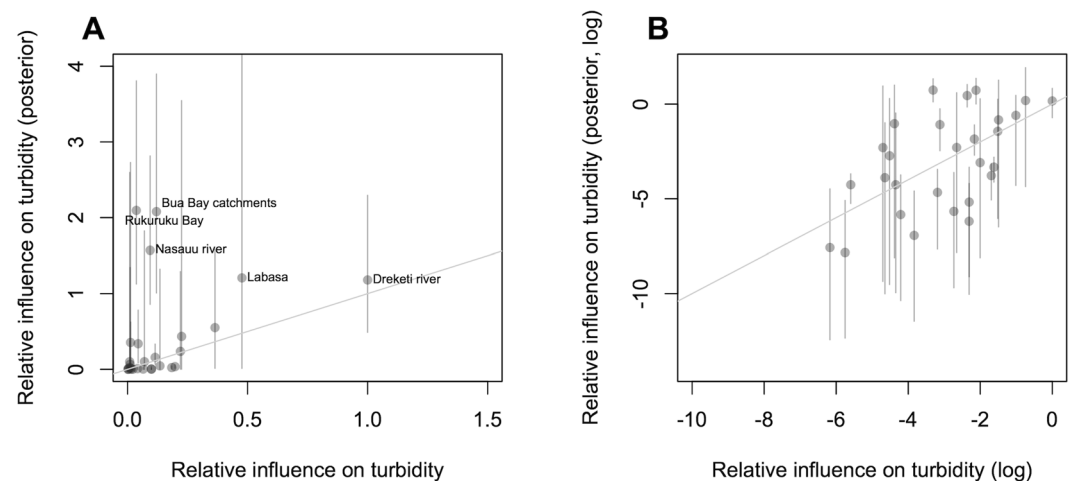 A
Relative influence on turbidity (posterior)
4
3
2
1
0
Bua Bay catchments
Rukuruku Bay
Nasauu river
Labasa
Dreketi river
0.0 0.5 1.0 1.5
Relative influence on turbidity
B
Relative influence on turbidity (posterior, log)
0
-5
-10
-10 -8 -6 -4 -2 0
Relative influence on turbidity (log)